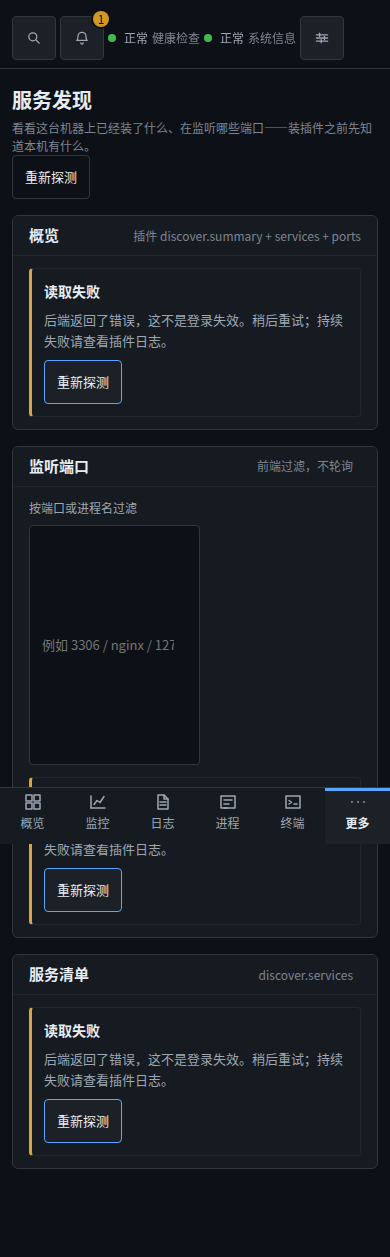 1
正常 健康检查 正常 系统信息
服务发现
看看这台机器上已经装了什么、在监听哪些端口——装插件之前先知
道本机有什么。
重新探测
概览 插件 discover.summary + services + ports
读取失败
后端返回了错误，这不是登录失效。稍后重试；持续
失败请查看插件日志。
重新探测
监听端口 前端过滤，不轮询
按端口或进程名过滤
例如 3306 / nginx / 127
概览 监控 日志 进程 终端 更多
失败请查看插件日志。
重新探测
服务清单 discover.services
读取失败
后端返回了错误，这不是登录失效。稍后重试；持续
失败请查看插件日志。
重新探测